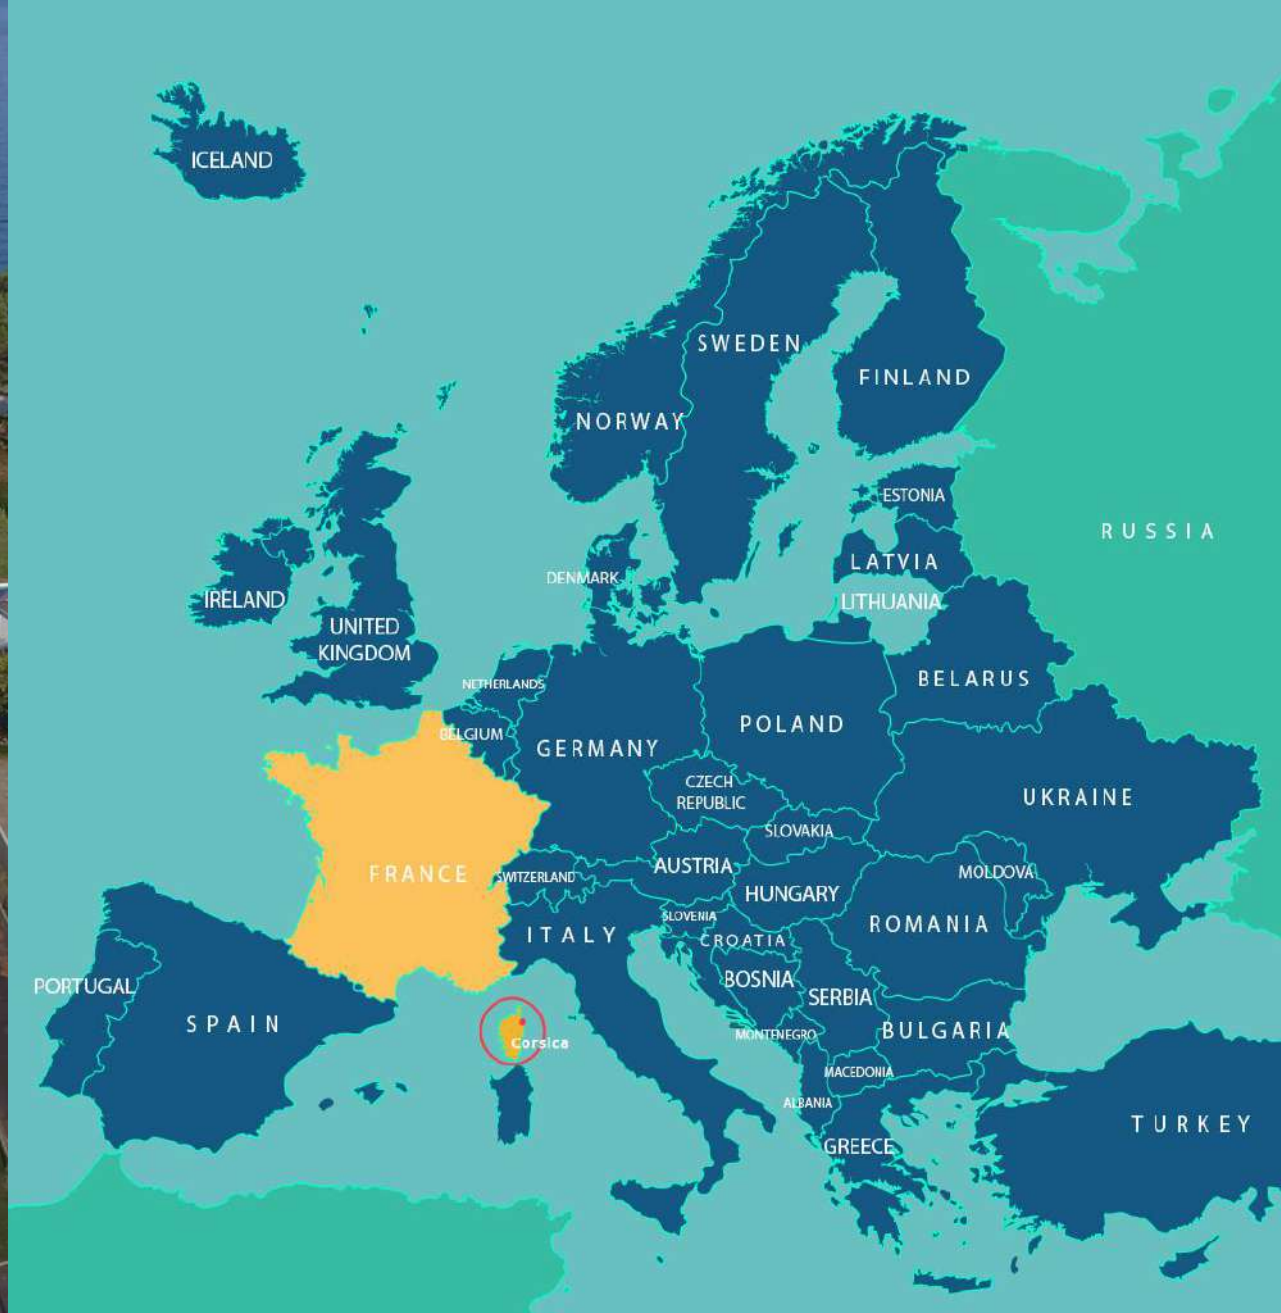 ICELAND
SWEDEN
FINLAND
NORWAY
ESTONIA
RUSSIA
LATVIA
DENMARK
IRELAND
LITHUANIA
UNITED
KINGDOM
BELARUS
NETHERLANDS
POLAND
BELGIUM
GERMANY
CZECH
REPUBLIC
UKRAINE
SLOVAKIA
AUSTRIA
FRANCE
SWITZERLAND
MOLDOVA
HUNGARY
SLOVENIA
ROMANIA
ITALY
CROATIA
BOSNIA
PORTUGAL
SERBIA
SPAIN
MONTENEGRO
BULGARIA
Corsica
MACEDONIA
ALBANIA
TURKEY
GREECE